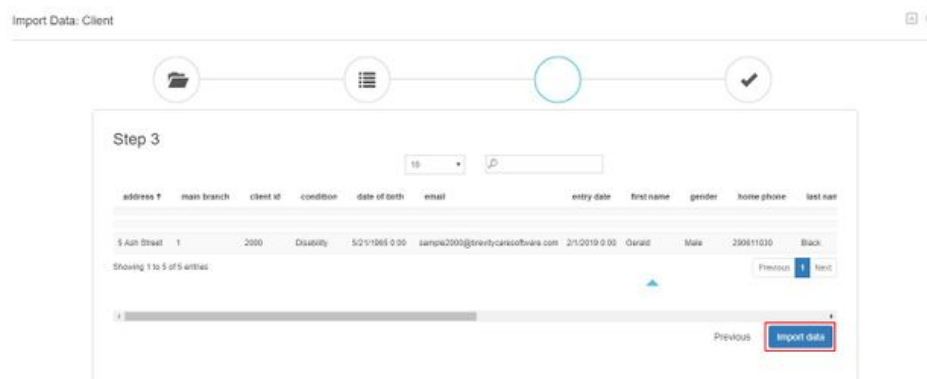 Import Data: Client
Step 3
10
address main branch client id condition date of birth email entry date first name gender home phone last nam
5 Ash Street 1 2000 Disability 5/21/1965 0:00 sample2000@brevitycaresoftware.com 2/1/2019 0:00 Gerald Male 290611030 Black
Showing 1 to 5 of 5 entries
Previous 1 Next
Previous Import data